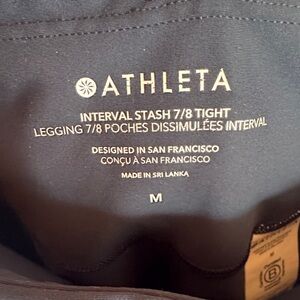 ATHLETA
INTERVAL STASH 7/8 TIGHT
LEGGING 7/8 POCHES DISSIMULÉES INTERVAL
DESIGNED IN SAN FRANCISCO
CONÇU À SAN FRANCISCO
MADE IN SRI LANKA
M
M
B